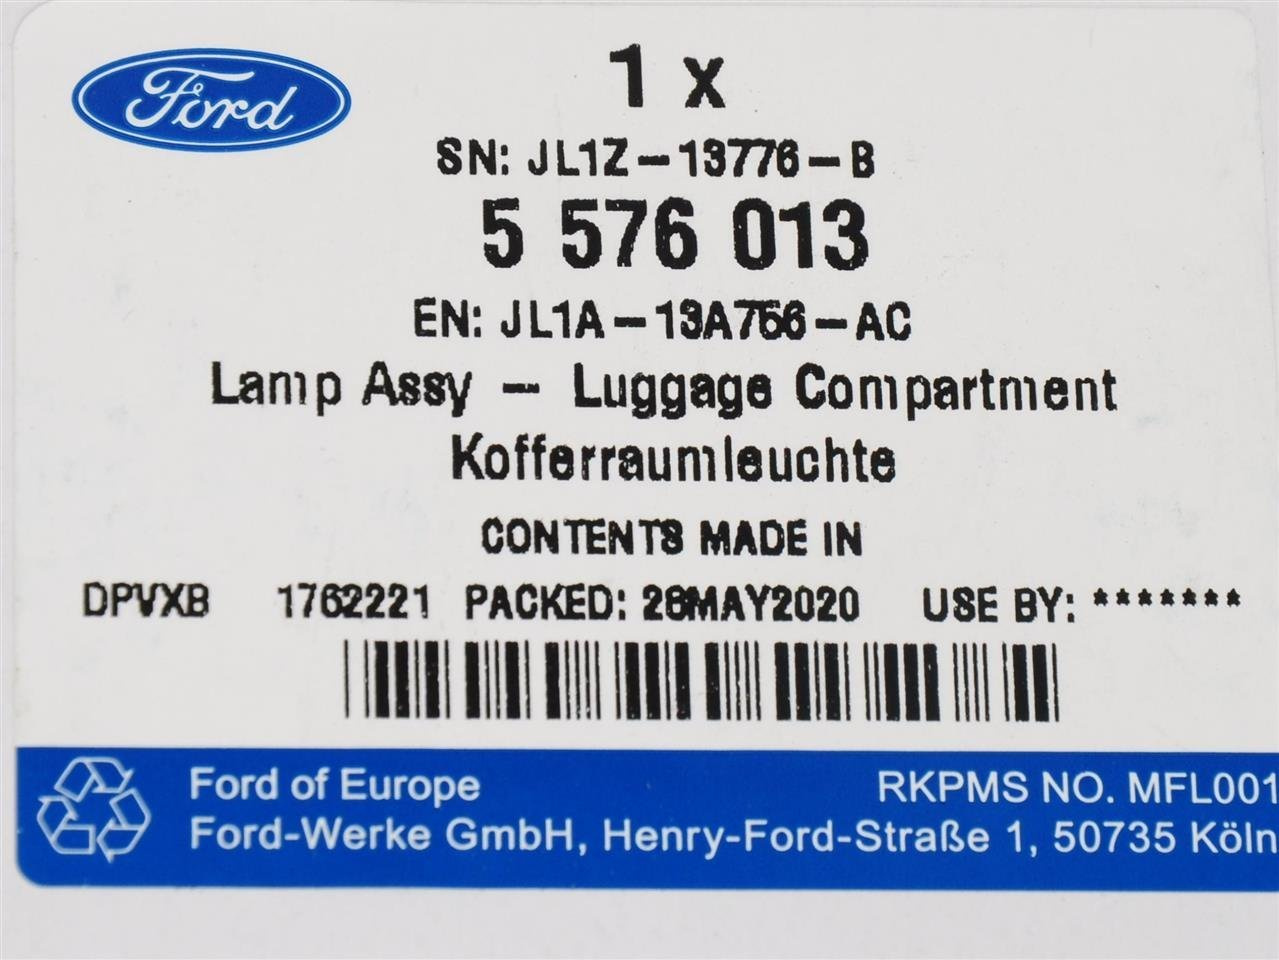 Ford
1 x
SN: JL1Z-13776-B
5 576 013
EN: JL1A-13A756-AC
Lamp Assy - Luggage Compartment
Kofferraumleuchte
CONTENTS MADE IN
DPVXB 1762221 PACKED: 28MAY2020 USE BY: *******
Ford of Europe RKPMS NO. MFL001
Ford-Werke GmbH, Henry-Ford-Straße 1, 50735 Köln